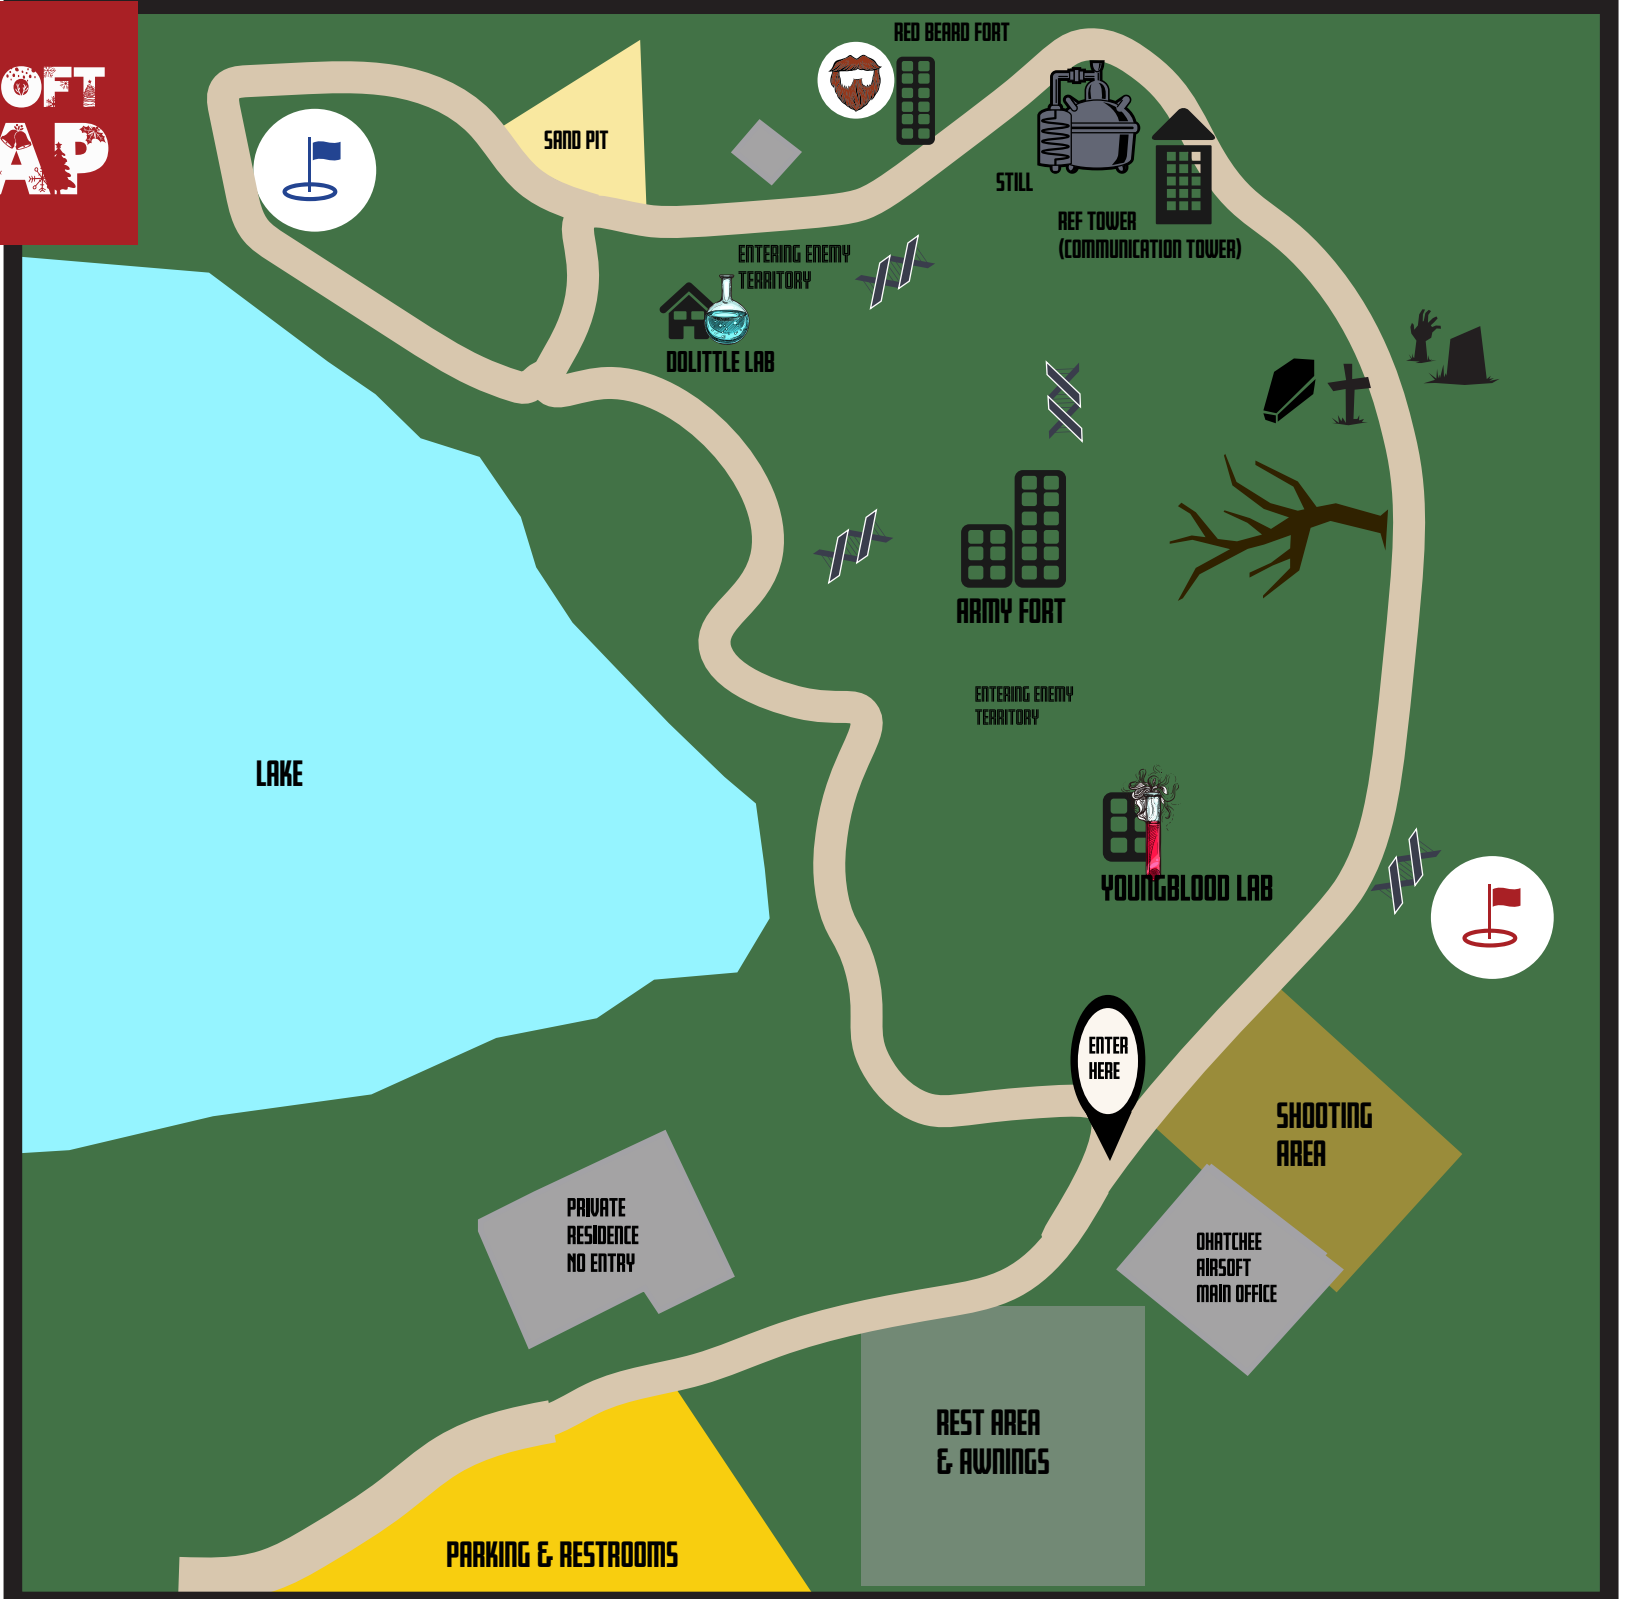 OFT
AP
RED BEARD FORT
SAND PIT
STILL
REF TOWER
(COMMUNICATION TOWER)
ENTERING ENEMY
TERRITORY
DOLITTLE LAB
ARMY FORT
ENTERING ENEMY
TERRITORY
LAKE
YOUNGBLOOD LAB
ENTER
HERE
SHOOTING
AREA
PRIVATE
RESIDENCE
NO ENTRY
OHATCHEE
AIRSOFT
MAIN OFFICE
REST AREA
& AWNINGS
PARKING & RESTROOMS